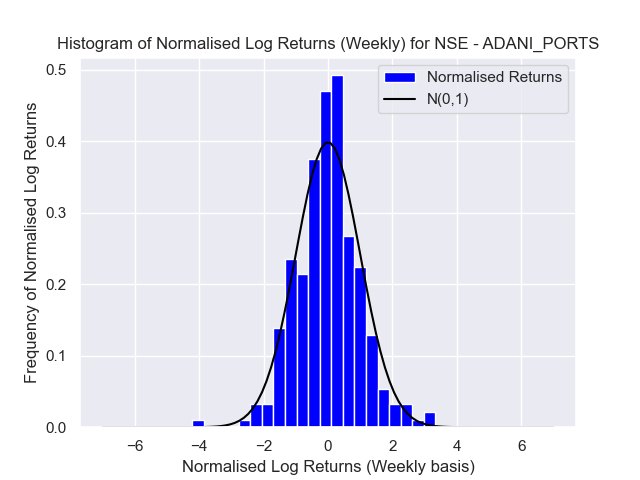 Histogram of Normalised Log Returns (Weekly) for NSE - ADANI_PORTS
Normalised Returns
N(0,1)
Frequency of Normalised Log Returns
0.5
0.4
0.3
0.2
0.1
0.0
−6 −4 −2 0 2 4 6
Normalised Log Returns (Weekly basis)